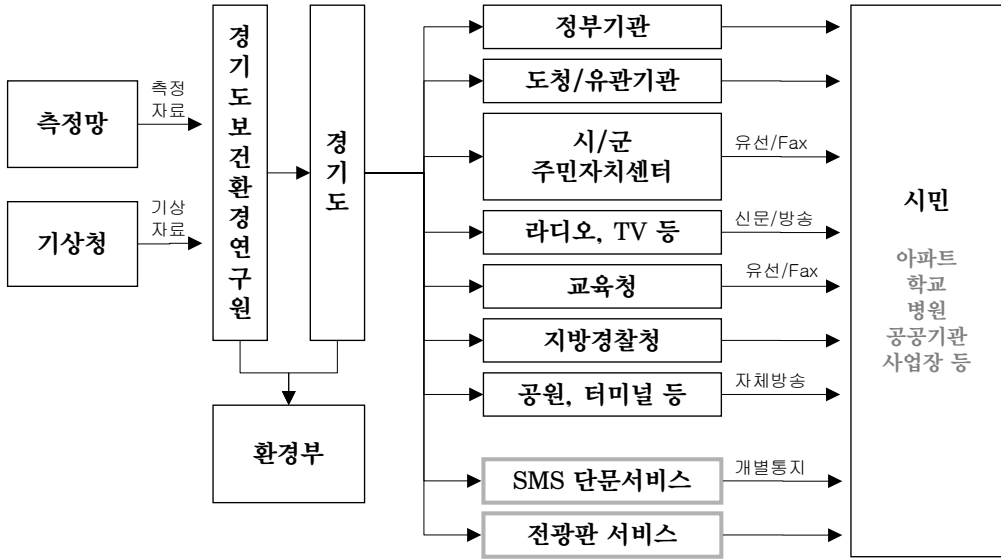 측정망
측정
자료
기상청
기상
자료
경기도보건환경연구원
경기도
환경부
정부기관
도청/유관기관
시/군
주민자치센터
유선/Fax
라디오, TV 등
신문/방송
교육청
유선/Fax
지방경찰청
공원, 터미널 등
자체방송
SMS 단문서비스
개별통지
전광판 서비스
시민
아파트
학교
병원
공공기관
사업장 등